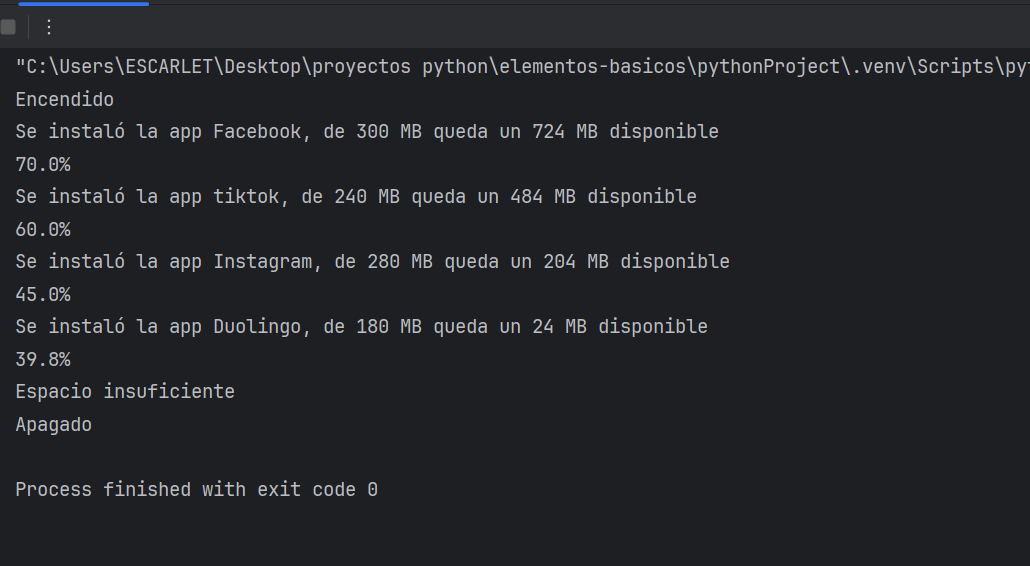 "C:\Users\ESCARLET\Desktop\proyectos python\elementos-basicos\pythonProject\.venv\Scripts\pyt
Encendido
Se instaló la app Facebook, de 300 MB queda un 724 MB disponible
70.0%
Se instaló la app tiktok, de 240 MB queda un 484 MB disponible
60.0%
Se instaló la app Instagram, de 280 MB queda un 204 MB disponible
45.0%
Se instaló la app Duolingo, de 180 MB queda un 24 MB disponible
39.8%
Espacio insuficiente
Apagado
Process finished with exit code 0